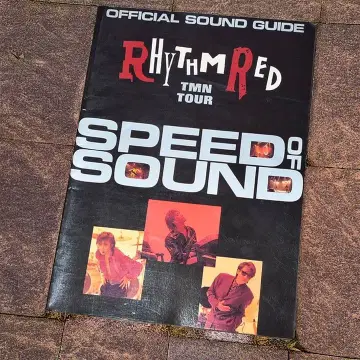 OFFICIAL SOUND GUIDE
RHYTHM RED
TMN
TOUR
SPEED OF
SOUND